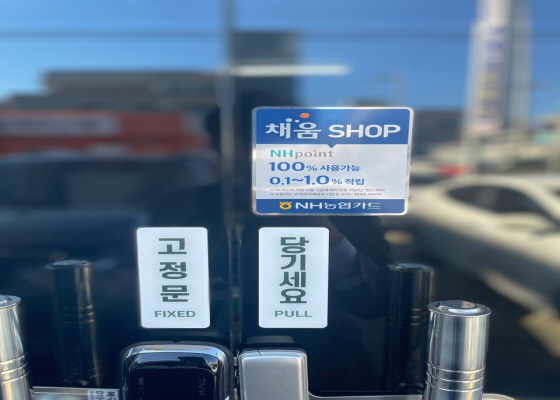 채움 SHOP
NHpoint
100% 사용가능
0.1~1.0% 적립
NH농협카드
고정문
FIXED
당기세요
PULL